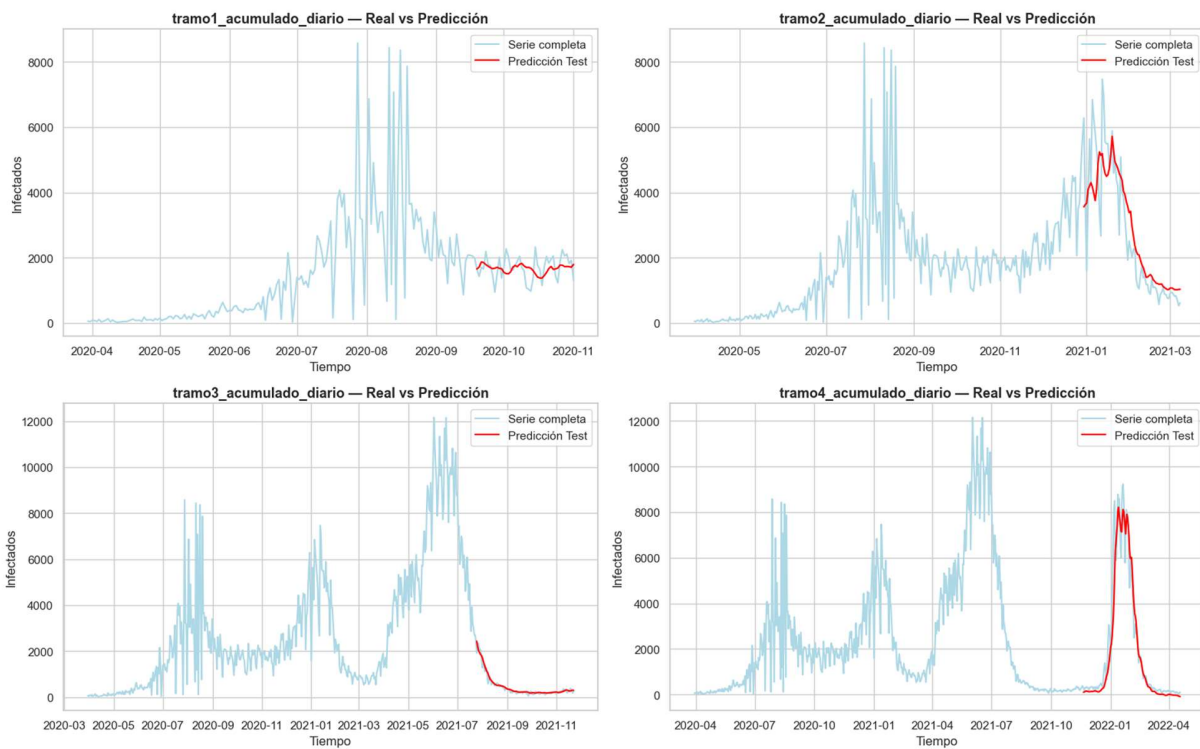 tramo1_acumulado_diario — Real vs Predicción
Serie completa
Predicción Test
8000
6000
4000
2000
0
Infectados
2020-04 2020-05 2020-06 2020-07 2020-08 2020-09 2020-10 2020-11
Tiempo
tramo2_acumulado_diario — Real vs Predicción
Serie completa
Predicción Test
8000
6000
4000
2000
0
Infectados
2020-05 2020-07 2020-09 2020-11 2021-01 2021-03
Tiempo
tramo3_acumulado_diario — Real vs Predicción
Serie completa
Predicción Test
12000
10000
8000
6000
4000
2000
0
Infectados
2020-03 2020-05 2020-07 2020-09 2020-11 2021-01 2021-03 2021-05 2021-07 2021-09 2021-11
Tiempo
tramo4_acumulado_diario — Real vs Predicción
Serie completa
Predicción Test
12000
10000
8000
6000
4000
2000
0
Infectados
2020-04 2020-07 2020-10 2021-01 2021-04 2021-07 2021-10 2022-01 2022-04
Tiempo